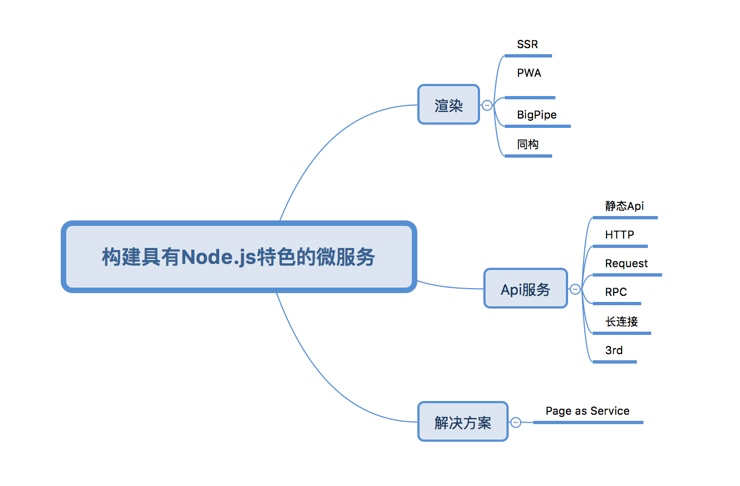 构建具有Node.js特色的微服务
渲染
SSR
PWA
BigPipe
同构
Api服务
静态Api
HTTP
Request
RPC
长连接
3rd
解决方案
Page as Service